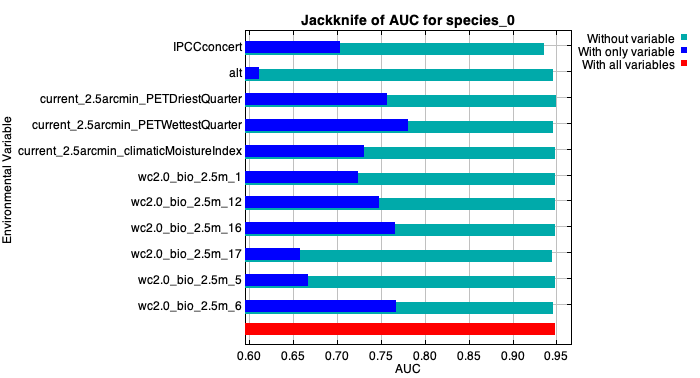 Jackknife of AUC for species_0
Without variable
With only variable
With all variables
Environmental Variable
IPCCconcert
alt
current_2.5arcmin_PETDriestQuarter
current_2.5arcmin_PETWettestQuarter
current_2.5arcmin_climaticMoistureIndex
wc2.0_bio_2.5m_1
wc2.0_bio_2.5m_12
wc2.0_bio_2.5m_16
wc2.0_bio_2.5m_17
wc2.0_bio_2.5m_5
wc2.0_bio_2.5m_6
0.60 0.65 0.70 0.75 0.80 0.85 0.90 0.95
AUC